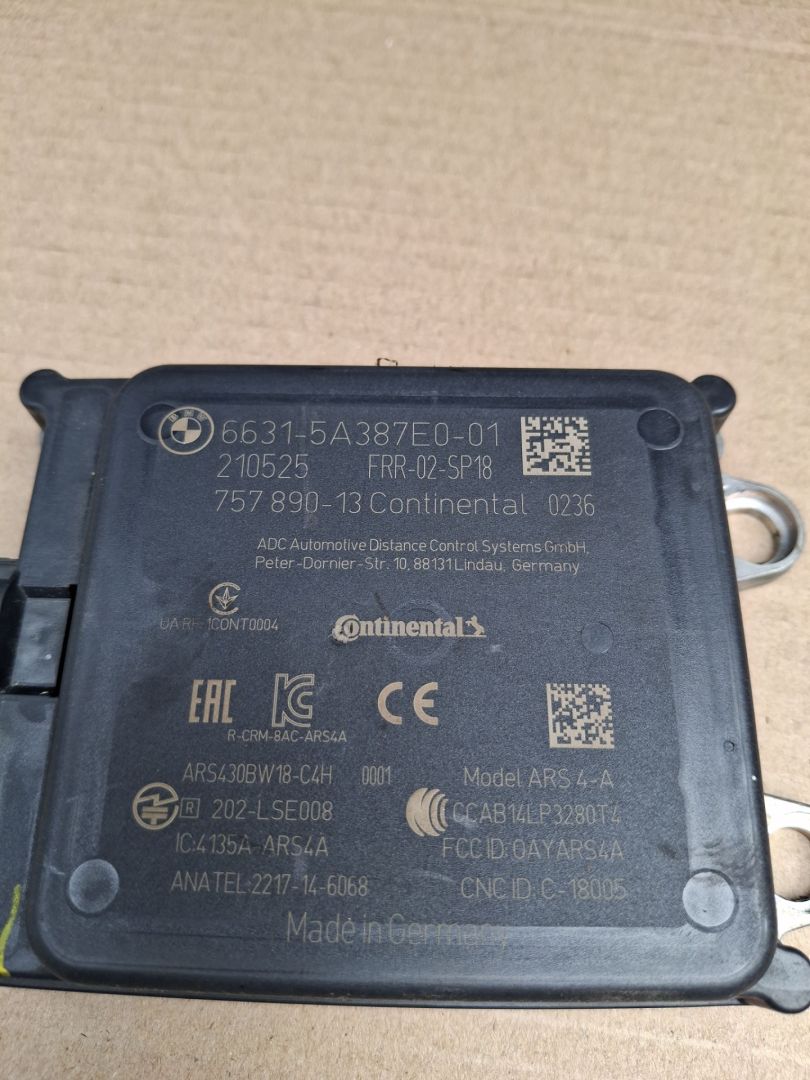 BMW
6631-5A387E0-01
210525 FRR-02-SP18
757 890-13 Continental 0236
ADC Automotive Distance Control Systems GmbH,
Peter-Dornier-Str. 10, 88131 Lindau, Germany
UA RF: 1CONT0004
Continental
EAC KC CE
R-CRM-8AC-ARS4A
ARS430BW18-C4H 0001 Model ARS 4-A
R 202-LSE008 CCAB14LP3280T4
IC:4135A-ARS4A FCC ID: OAYARS4A
ANATEL:2217-14-6068 CNC ID: C-18005
Made in Germany